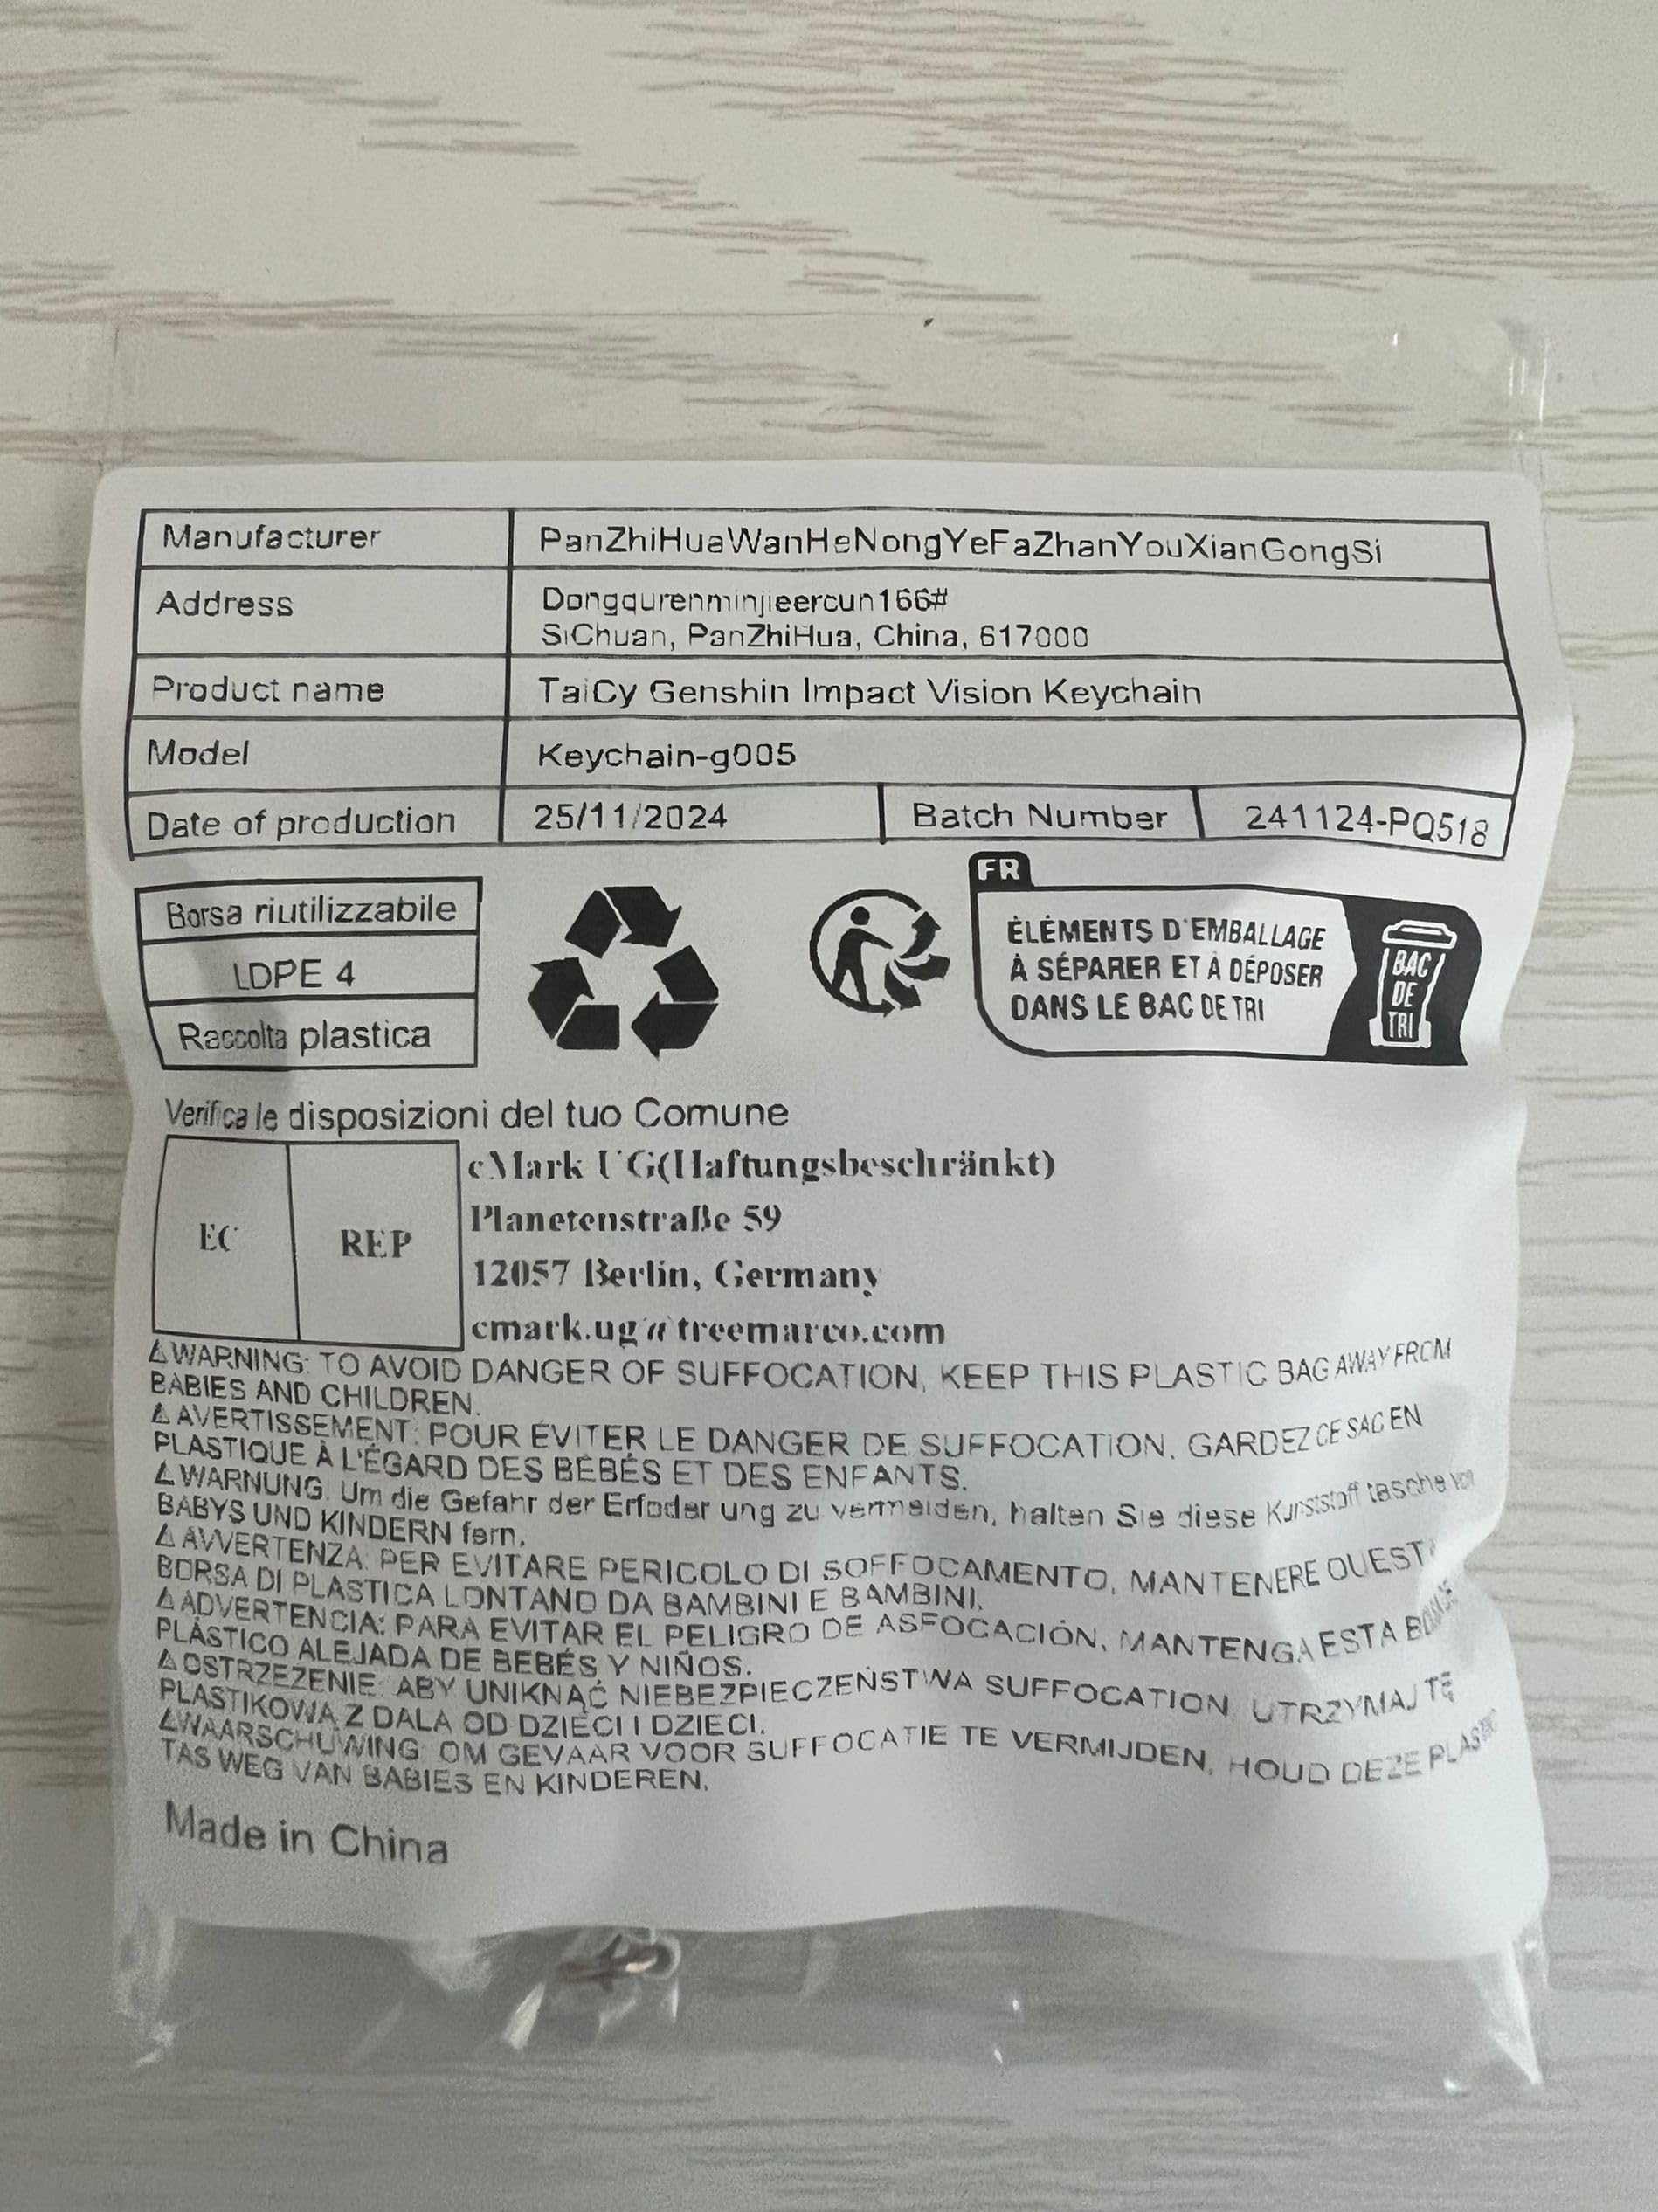 Manufacturer PanZhiHuaWanHeNongYeFaZhanYouXianGongSi
Address Dongqurenminjieercun166#
SiChuan, PanZhiHua, China, 617000
Product name TaiCy Genshin Impact Vision Keychain
Model Keychain-g005
Date of production 25/11/2024 Batch Number 241124-PQ518
FR
Borsa riutilizzabile
LDPE 4
Raccolta plastica
ÉLÉMENTS D'EMBALLAGE
À SÉPARER ET À DÉPOSER
DANS LE BAC DE TRI
BAC
DE
TRI
Verifica le disposizioni del tuo Comune
EC REP
cMark UG(Haftungsbeschränkt)
Planetenstraße 59
12057 Berlin, Germany
cmark.ug@treemarco.com
⚠WARNING: TO AVOID DANGER OF SUFFOCATION, KEEP THIS PLASTIC BAG AWAY FROM
BABIES AND CHILDREN.
⚠AVERTISSEMENT: POUR ÉVITER LE DANGER DE SUFFOCATION, GARDEZ CE SAC EN
PLASTIQUE À L'ÉGARD DES BÉBÉS ET DES ENFANTS.
⚠WARNUNG. Um die Gefahr der Erfoder ung zu vermeiden, halten Sie diese Kunststoff tasche vor
BABYS UND KINDERN fern.
⚠AVVERTENZA: PER EVITARE PERICOLO DI SOFFOCAMENTO, MANTENERE QUESTA
BORSA DI PLASTICA LONTANO DA BAMBINI E BAMBINI.
⚠ADVERTENCIA: PARA EVITAR EL PELIGRO DE ASFOCACIÓN, MANTENGA ESTA
PLÁSTICO ALEJADA DE BEBÉS Y NIÑOS.
⚠OSTRZEŻENIE: ABY UNIKNĄĆ NIEBEZPIECZEŃSTWA SUFFOCATION, UTRZYMAJ TĘ
PLASTIKOWĄ Z DALA OD DZIECI I DZIECI.
⚠WAARSCHUWING: OM GEVAAR VOOR SUFFOCATIE TE VERMIJDEN, HOUD DEZE
TAS WEG VAN BABIES EN KINDEREN.
Made in China